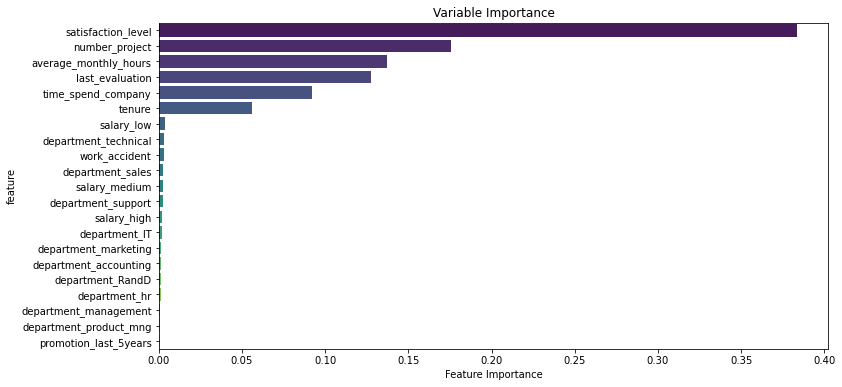 Variable Importance
satisfaction_level
number_project
average_monthly_hours
last_evaluation
time_spend_company
tenure
salary_low
department_technical
work_accident
department_sales
salary_medium
department_support
salary_high
department_IT
department_marketing
department_accounting
department_RandD
department_hr
department_management
department_product_mng
promotion_last_5years
feature
0.00 0.05 0.10 0.15 0.20 0.25 0.30 0.35 0.40
Feature Importance